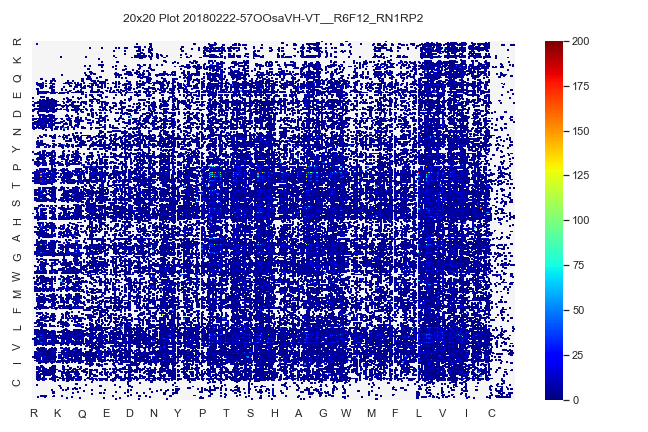 20x20 Plot 20180222-57OOsaVH-VT__R6F12_RN1RP2
R
K
Q
E
D
N
Y
P
T
S
H
A
G
W
M
F
L
V
I
C
200
175
150
125
100
75
50
25
0
R K Q E D N Y P T S H A G W M F L V I C